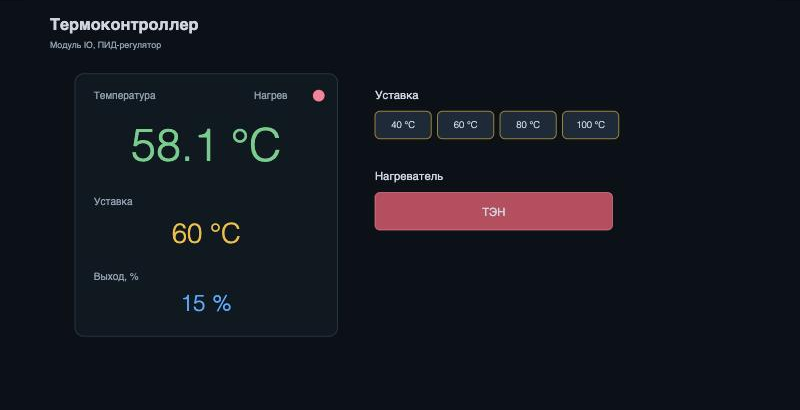 Термоконтроллер
Модуль IO, ПИД-регулятор
Температура
Нагрев
58.1 °C
Уставка
60 °C
Выход, %
15 %
Уставка
40 °C
60 °C
80 °C
100 °C
Нагреватель
ТЭН